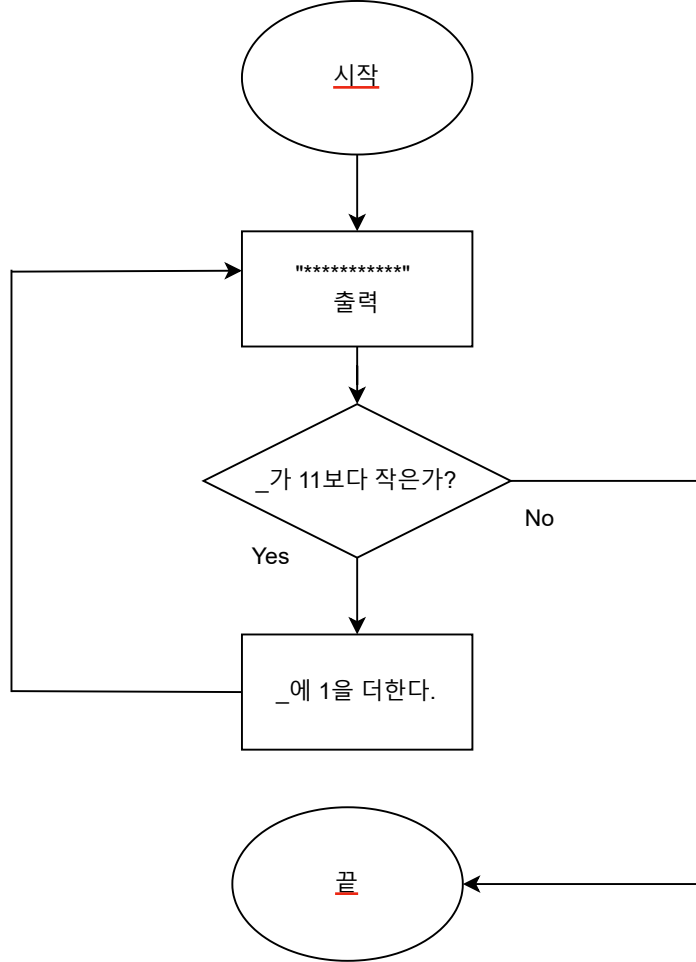 시작
"***********"
출력
_가 11보다 작은가?
No
Yes
_에 1을 더한다.
끝